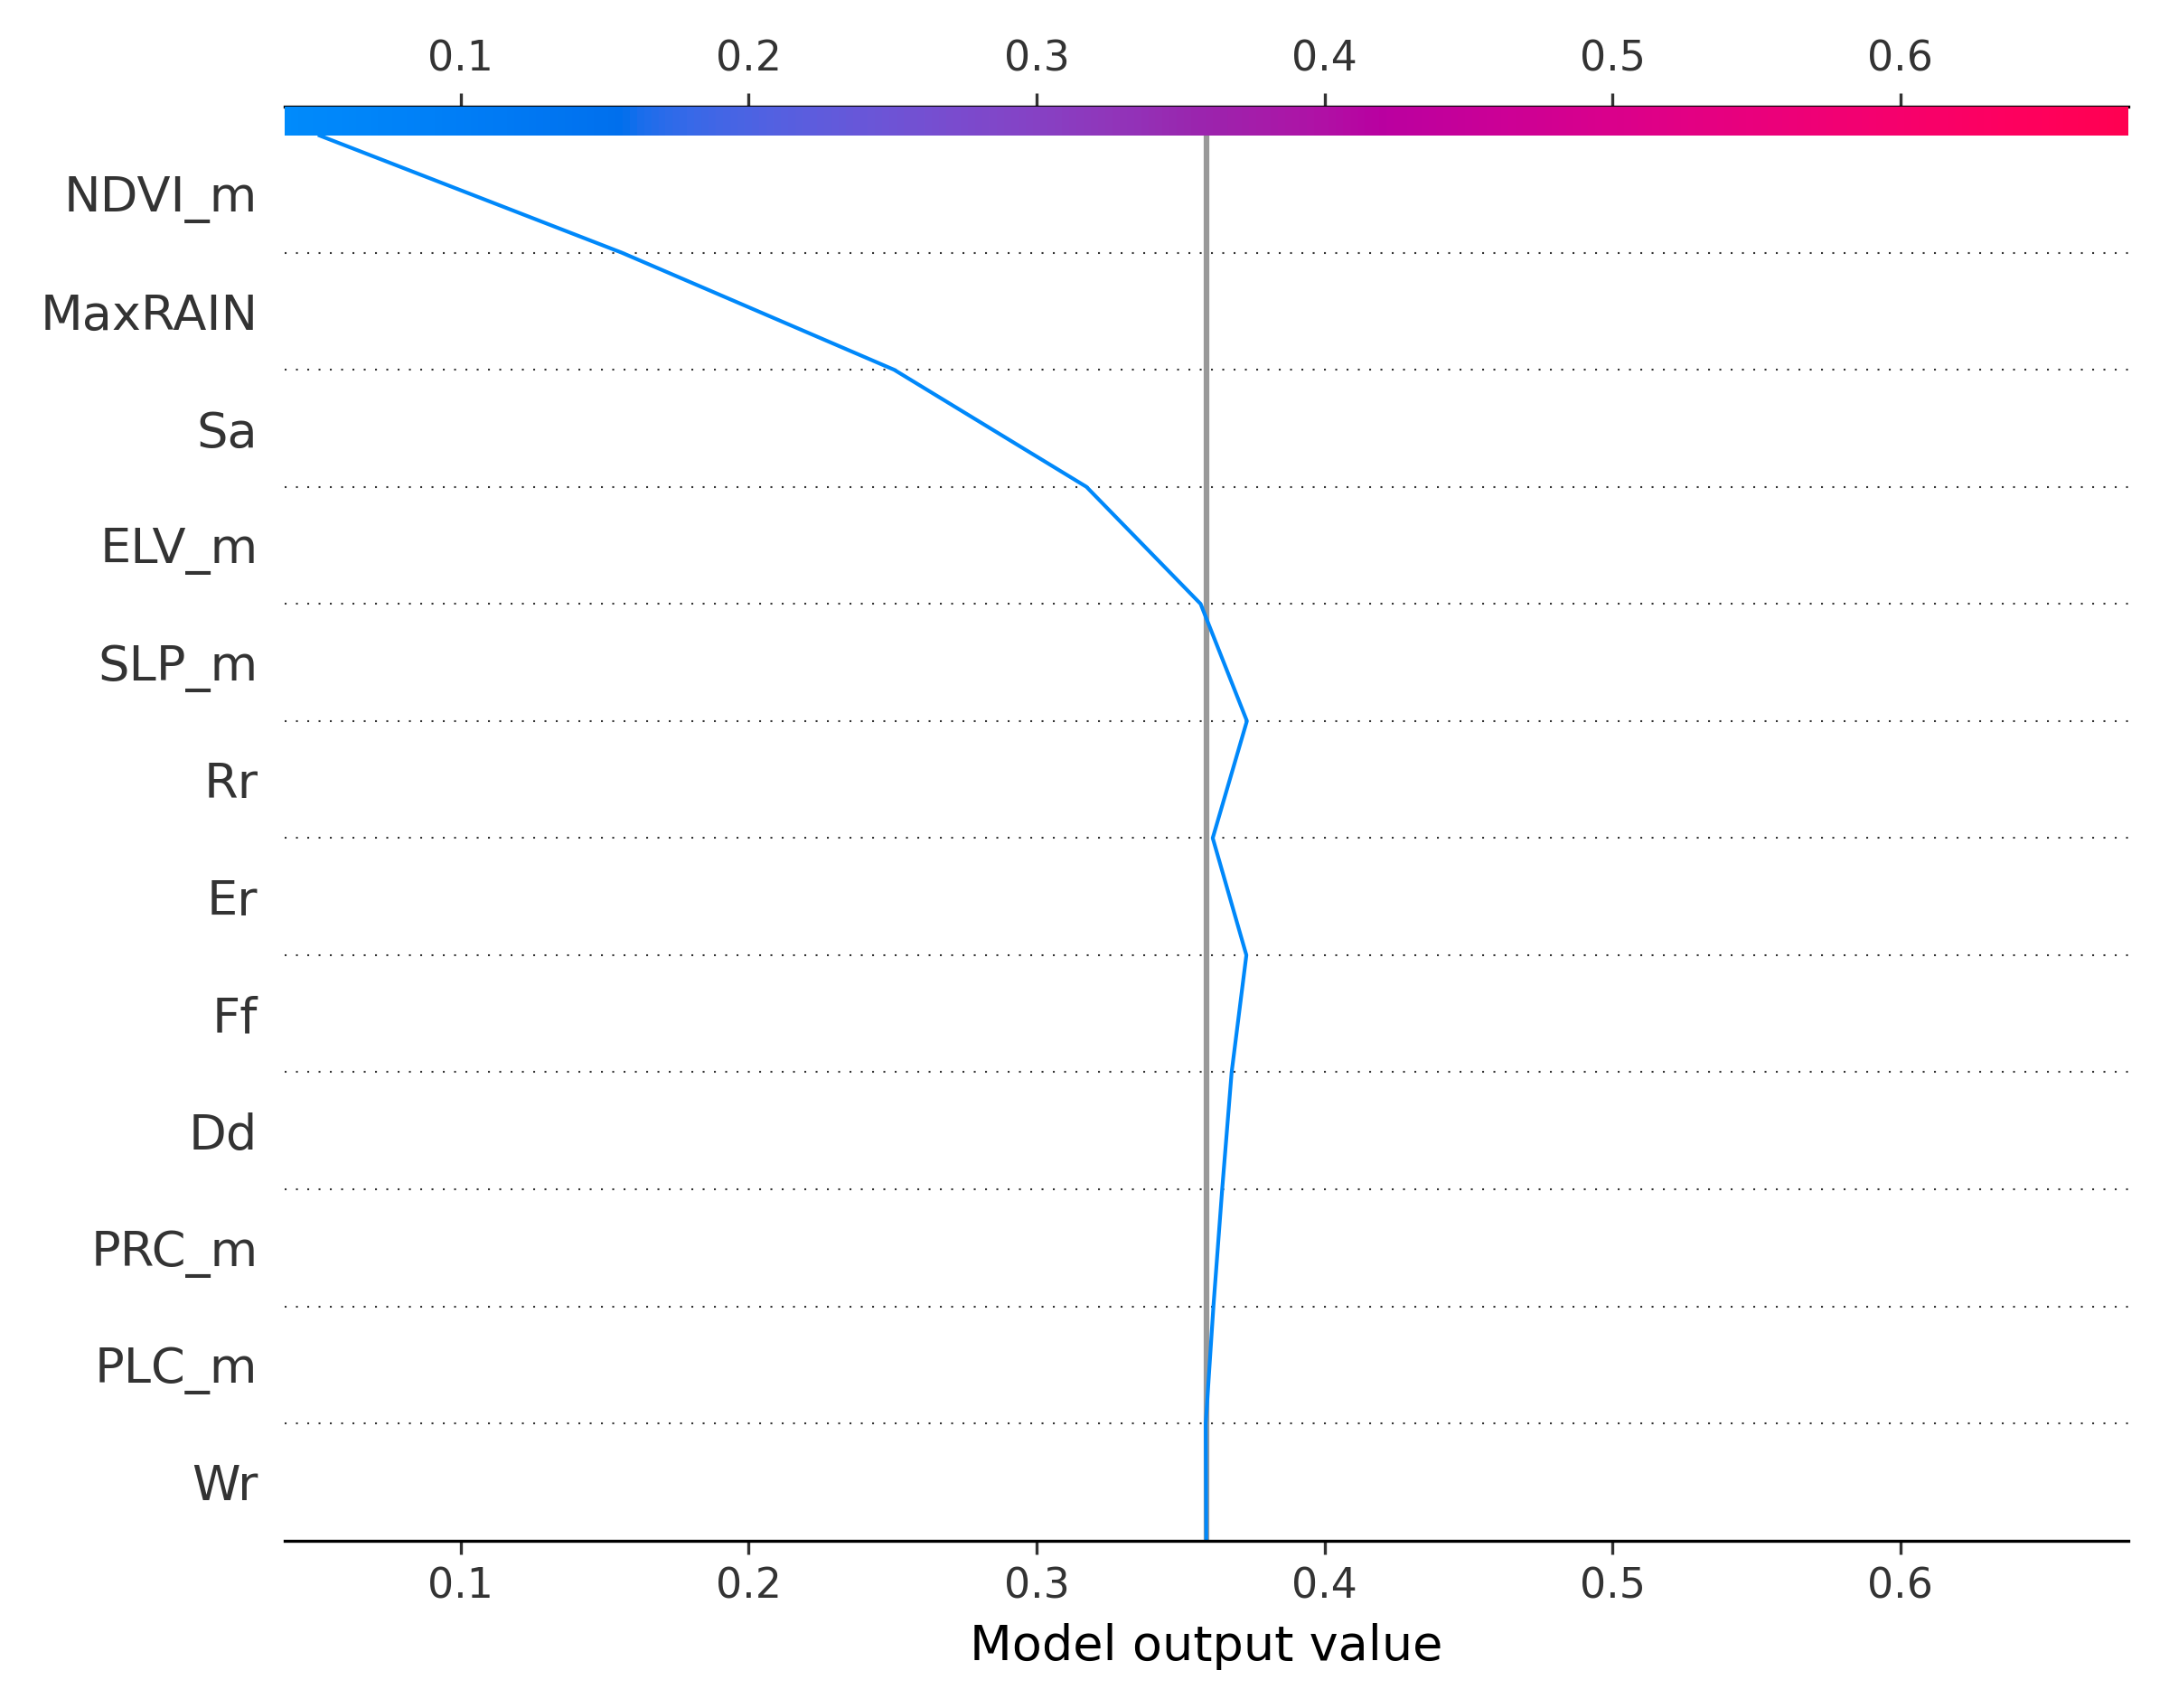 0.1 0.2 0.3 0.4 0.5 0.6
NDVI_m
MaxRAIN
Sa
ELV_m
SLP_m
Rr
Er
Ff
Dd
PRC_m
PLC_m
Wr
0.1 0.2 0.3 0.4 0.5 0.6
Model output value